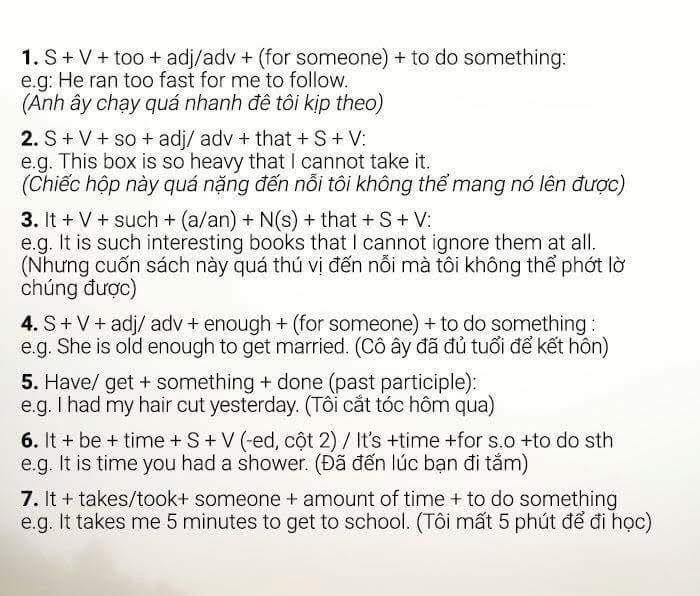 1. S + V + too + adj/adv + (for someone) + to do something:
e.g: He ran too fast for me to follow.
(Anh ây chạy quá nhanh đê tôi kịp theo)
2. S + V + so + adj/ adv + that + S + V:
e.g. This box is so heavy that I cannot take it.
(Chiếc hộp này quá nặng đến nỗi tôi không thể mang nó lên được)
3. It + V + such + (a/an) + N(s) + that + S + V:
e.g. It is such interesting books that I cannot ignore them at all.
(Nhưng cuốn sách này quá thú vị đến nỗi mà tôi không thể phớt lờ
chúng được)
4. S + V + adj/ adv + enough + (for someone) + to do something :
e.g. She is old enough to get married. (Cô ây đã đủ tuổi để kết hôn)
5. Have/ get + something + done (past participle):
e.g. I had my hair cut yesterday. (Tôi cắt tóc hôm qua)
6. It + be + time + S + V (-ed, cột 2) / It’s +time +for s.o +to do sth
e.g. It is time you had a shower. (Đã đến lúc bạn đi tắm)
7. It + takes/took+ someone + amount of time + to do something
e.g. It takes me 5 minutes to get to school. (Tôi mất 5 phút để đi học)